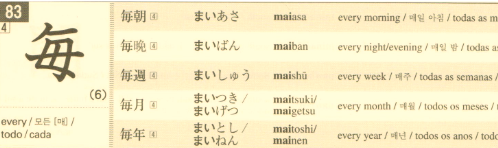 83
4
毎
(6)
every / 모든 [매] /
todo / cada
毎朝 4 まいあさ maiasa every morning / 매일 아침 / todas as m
毎晩 4 まいばん maiban every night/evening / 매일 밤 / todas as
毎週 4 まいしゅう maishū every week / 매주 / todas as semanas /
毎月 4 まいつき / maitsuki/ every month / 매월 / todos os meses /
まいげつ maigetsu
毎年 4 まいとし / maitoshi/ every year / 매년 / todos os anos / todo
まいねん mainen